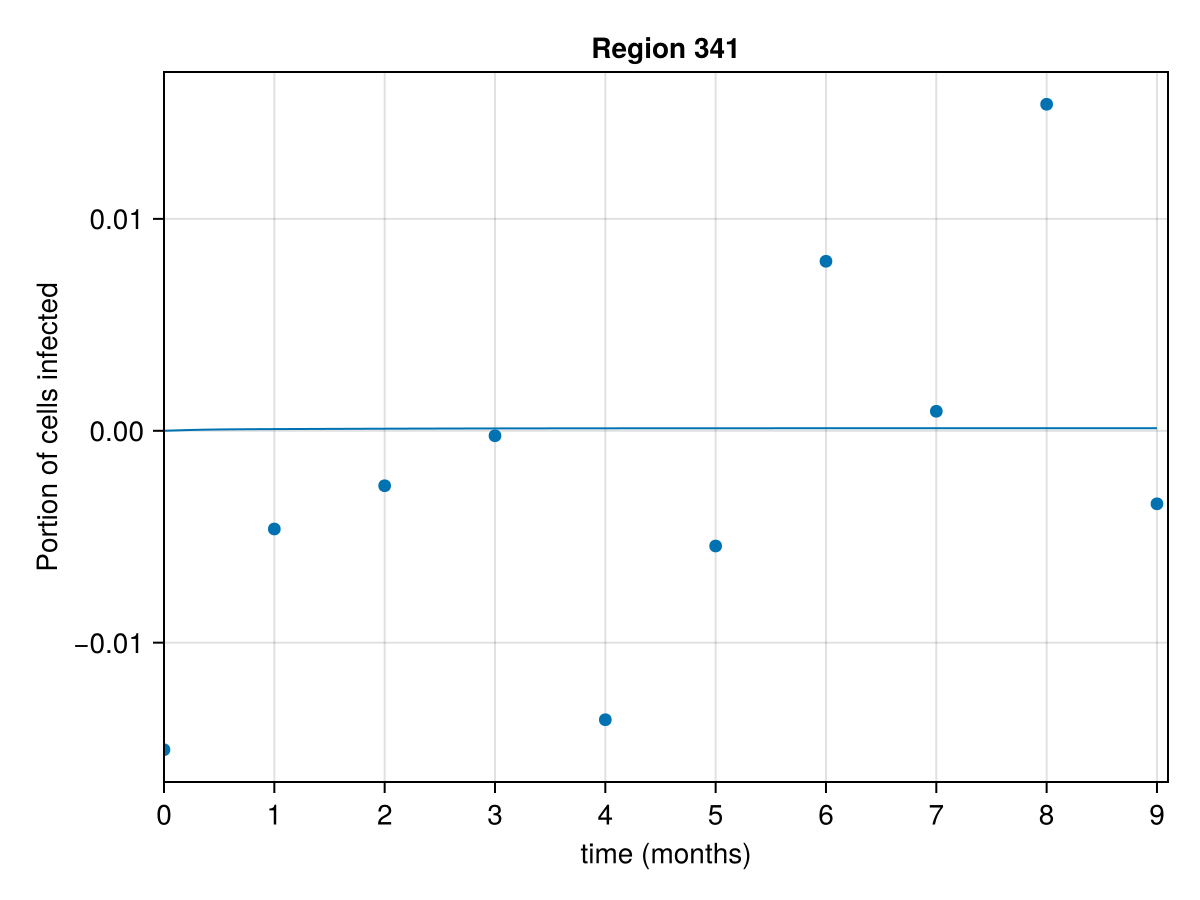 Region 341
Portion of cells infected
0.01
0.00
−0.01
0 1 2 3 4 5 6 7 8 9
time (months)